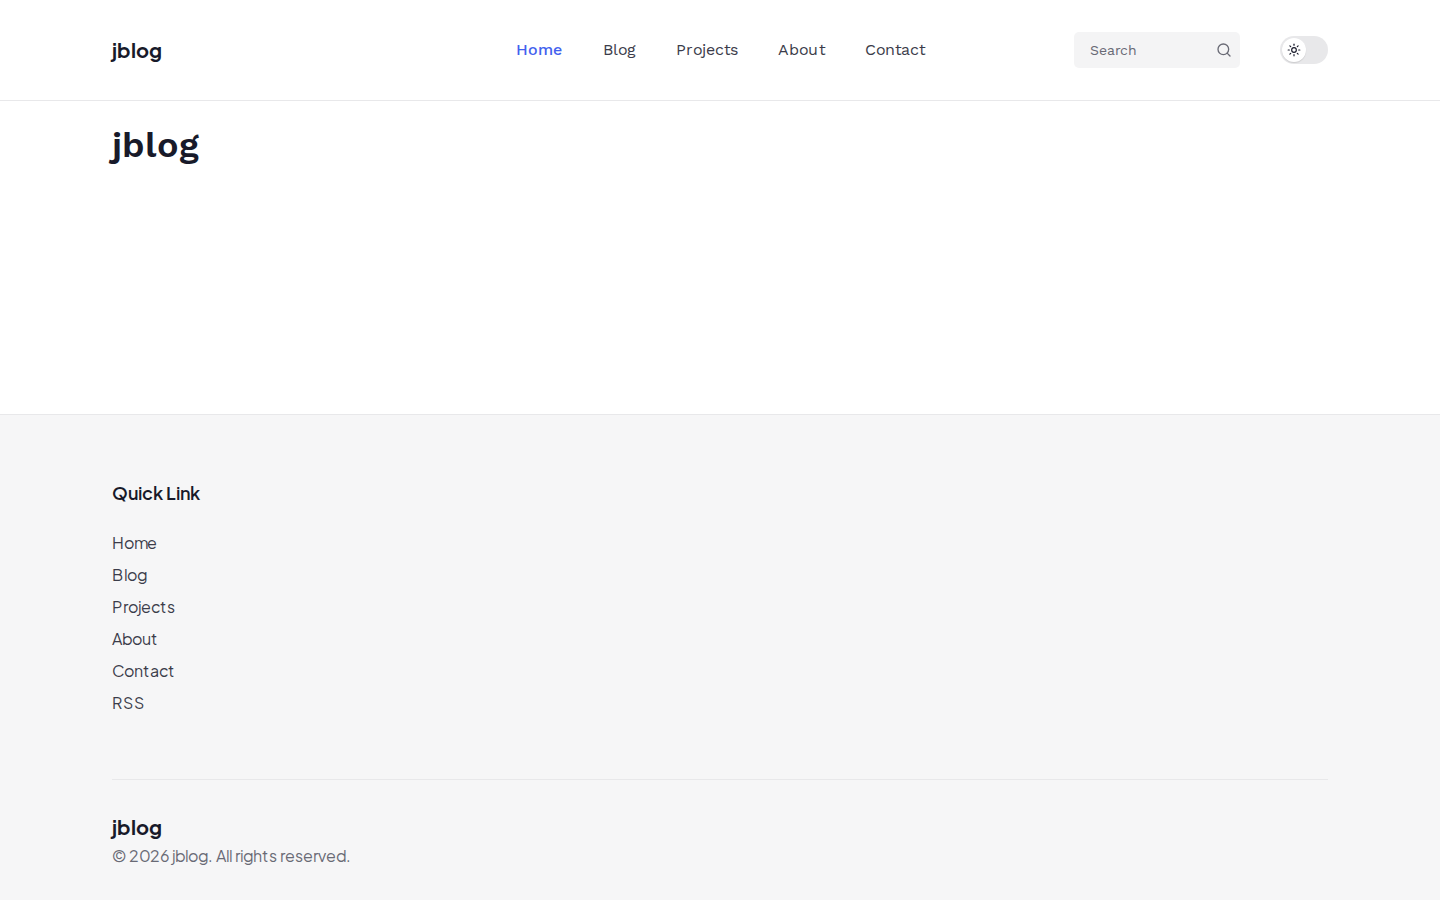 jblog
Home
Blog
Projects
About
Contact
Search
jblog
Quick Link
Home
Blog
Projects
About
Contact
RSS
jblog
© 2026 jblog. All rights reserved.